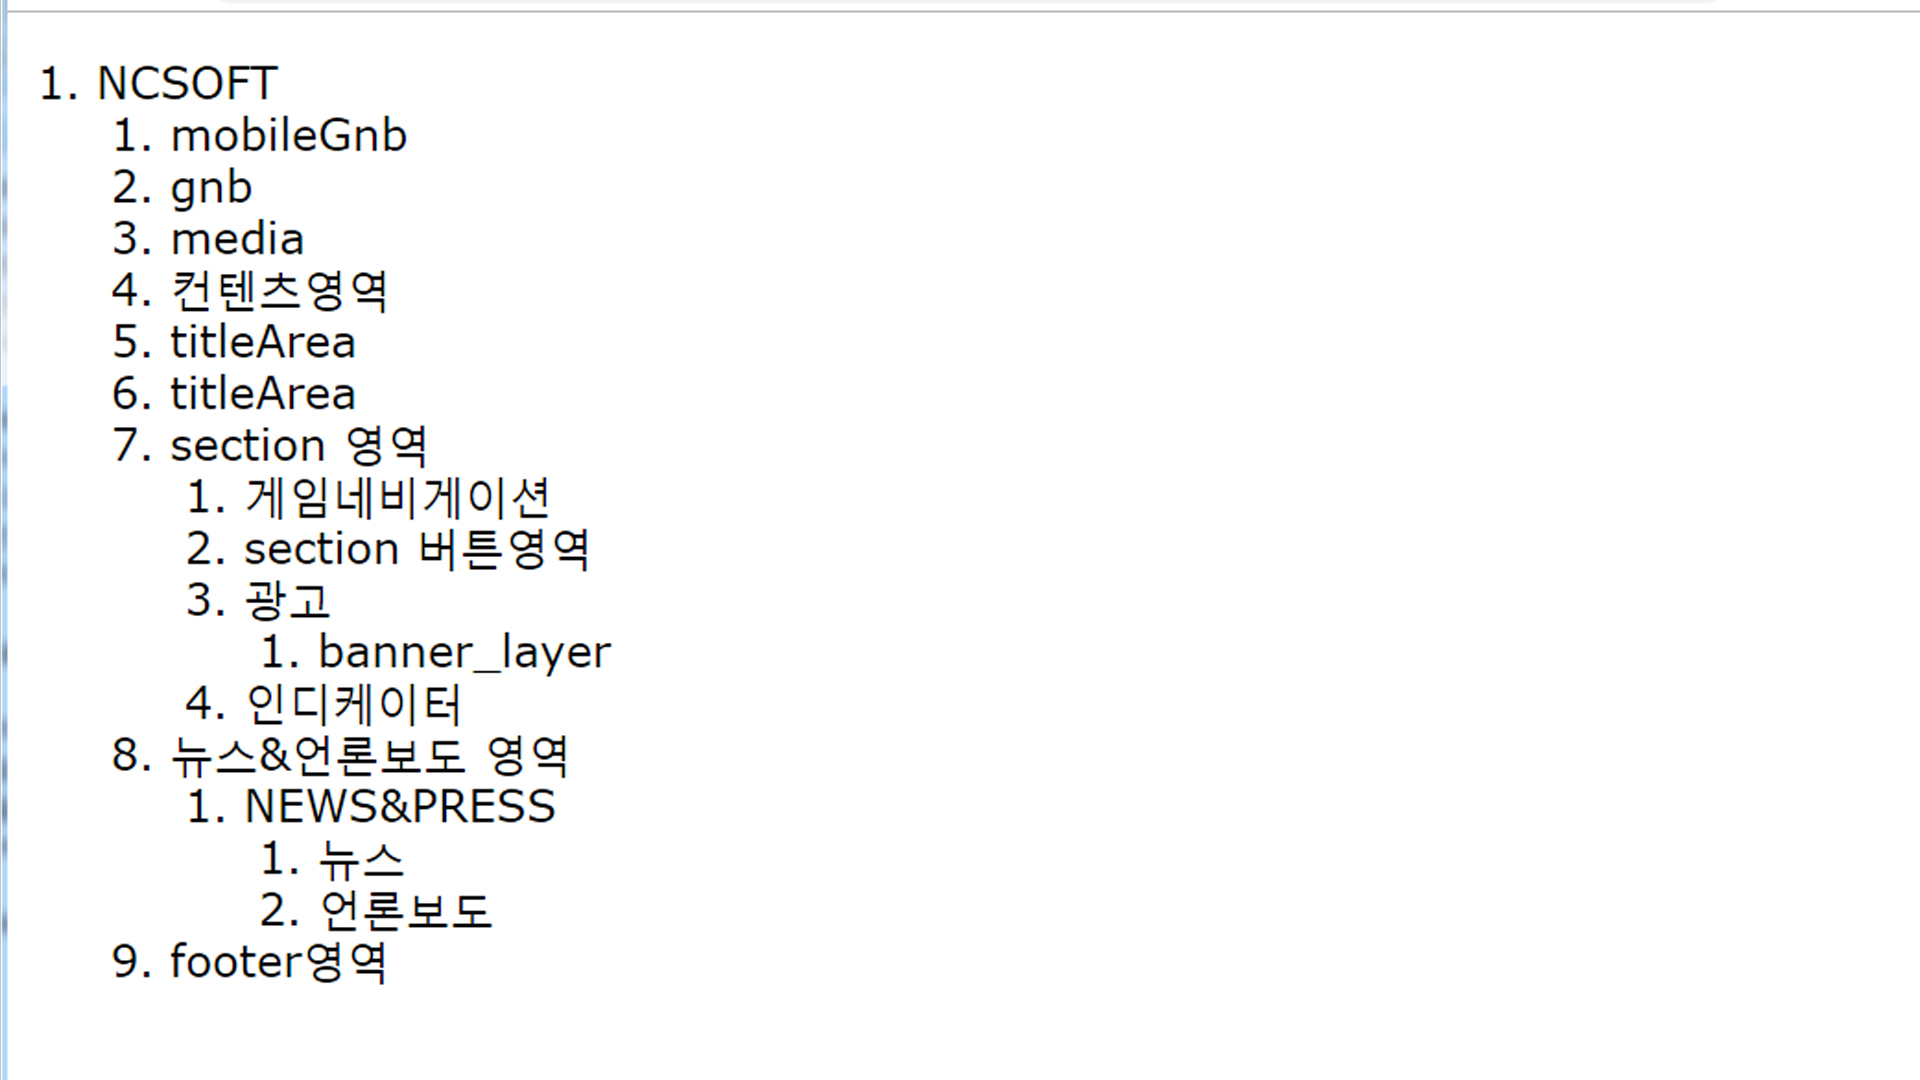 1. NCSOFT
1. mobileGnb
2. gnb
3. media
4. 컨텐츠영역
5. titleArea
6. titleArea
7. section 영역
1. 게임네비게이션
2. section 버튼영역
3. 광고
1. banner_layer
4. 인디케이터
8. 뉴스&언론보도 영역
1. NEWS&PRESS
1. 뉴스
2. 언론보도
9. footer영역